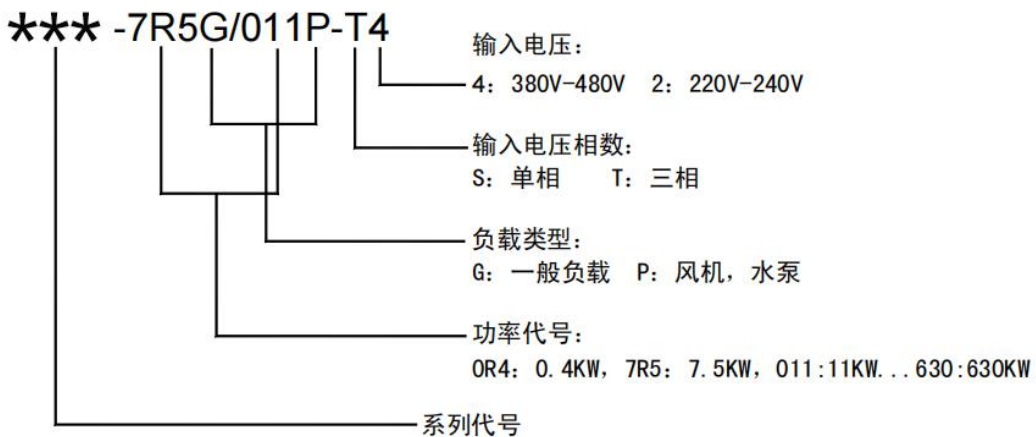 ***-7R5G/011P-T4
输入电压：
4: 380V-480V 2: 220V-240V
输入电压相数：
S: 单相 T: 三相
负载类型：
G: 一般负载 P: 风机，水泵
功率代号：
0R4: 0.4KW, 7R5: 7.5KW, 011:11KW...630:630KW
系列代号